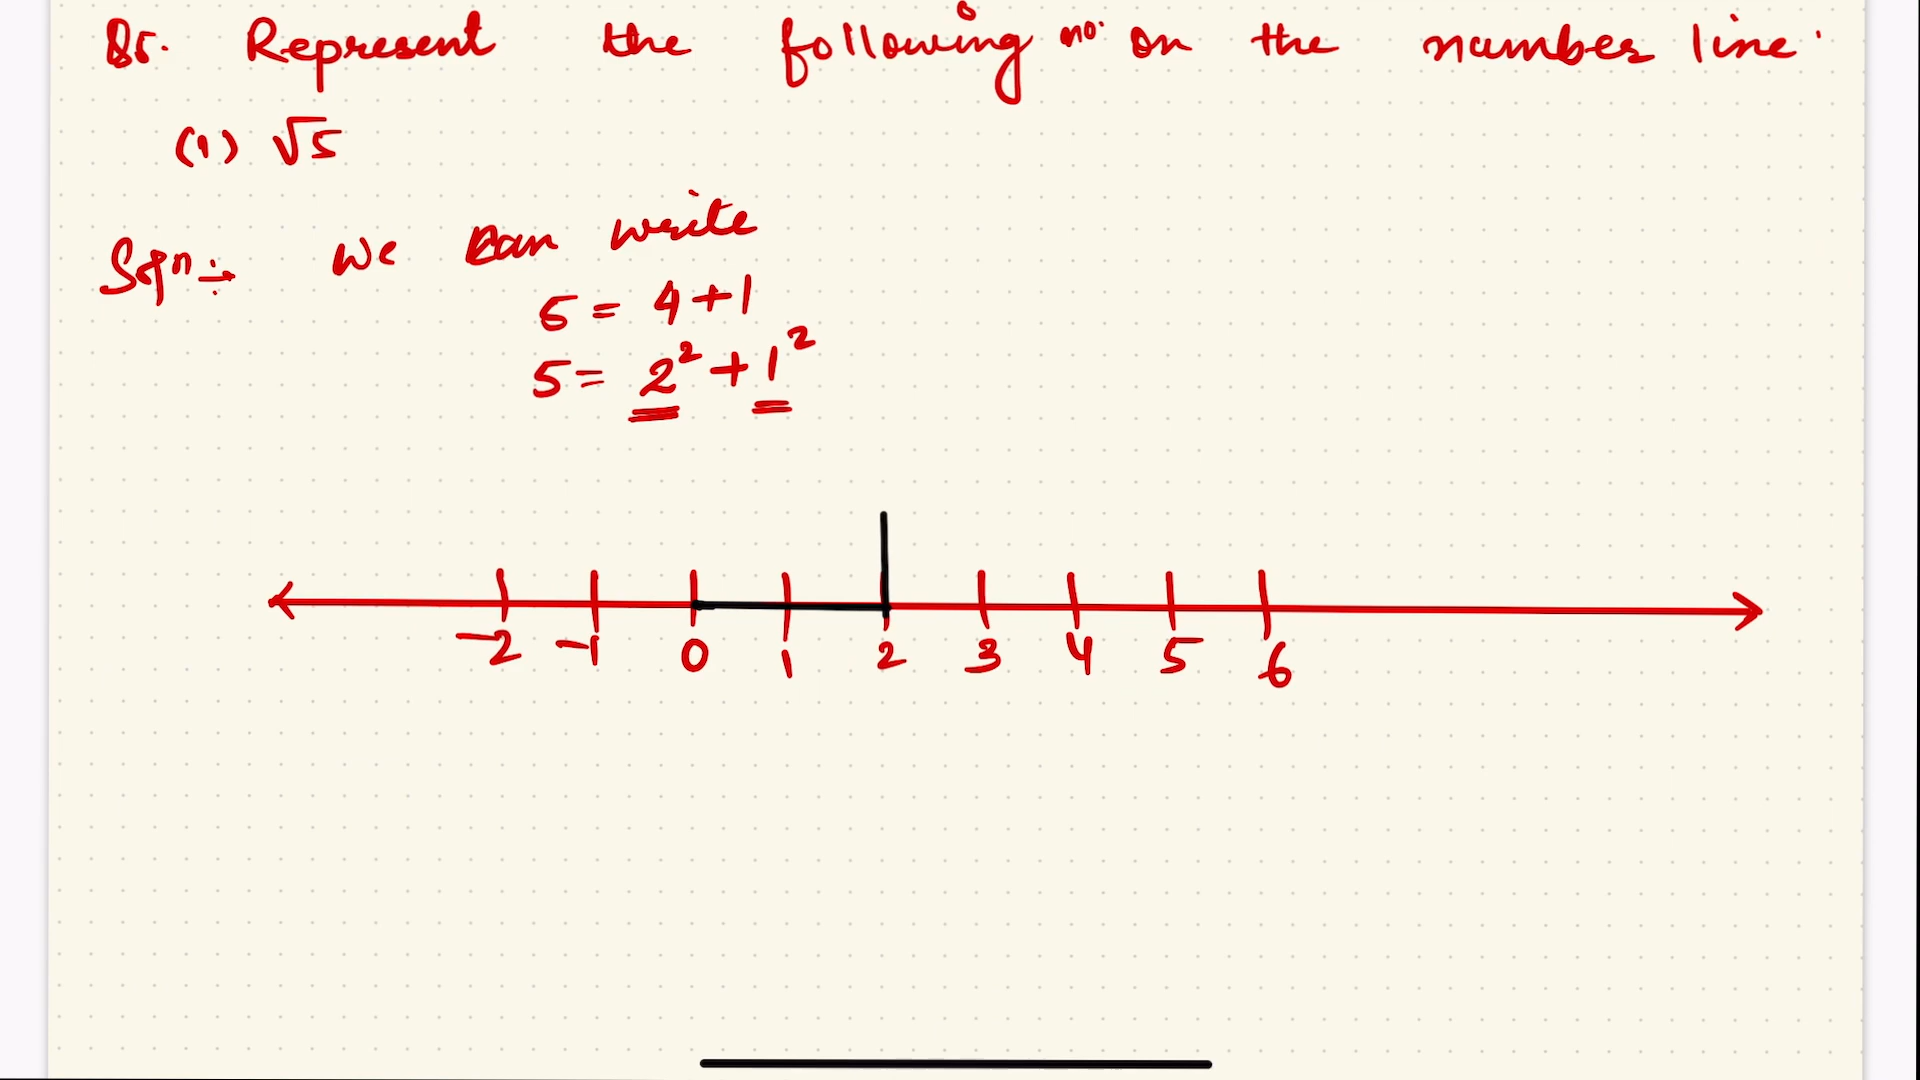 Q5. Represent the following no. on the number line.
(1) √5
Sol^n :→ We can write
5 = 4+1
5 = 2² + 1²
-2 -1 0 1 2 3 4 5 6